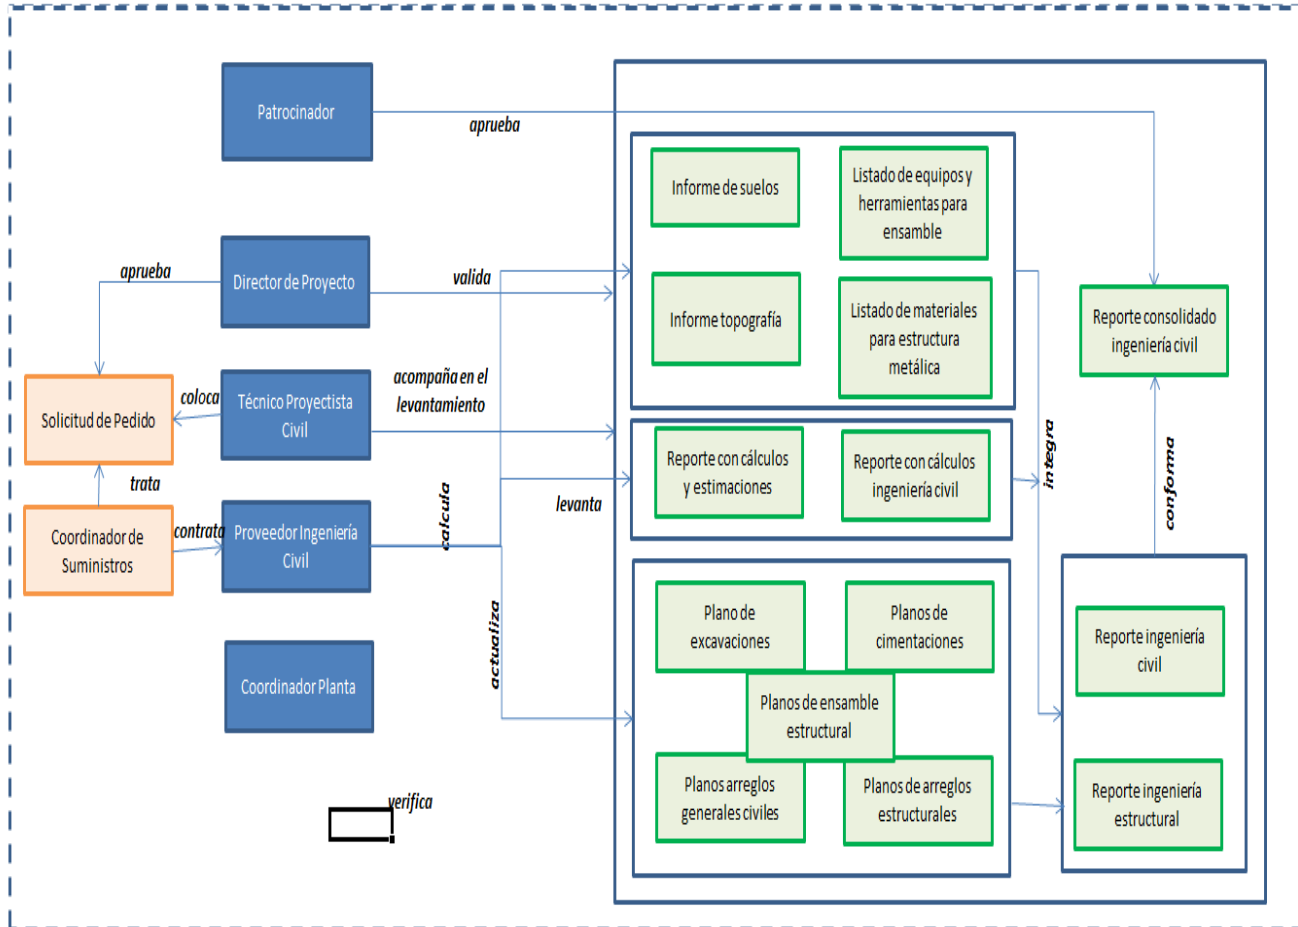 Patrocinador
aprueba
Informe de suelos
Listado de equipos y
herramientas para
ensamble
aprueba
Director de Proyecto
valida
Informe topografía
Listado de materiales
para estructura
metálica
Reporte consolidado
ingeniería civil
Solicitud de Pedido
coloca
Técnico Proyectista
Civil
acompaña en el
levantamiento
trata
Reporte con cálculos
y estimaciones
Reporte con cálculos
ingeniería civil
integra
conforma
Coordinador de
Suministros
contrata
Proveedor Ingeniería
Civil
calcula
levanta
actualiza
Plano de
excavaciones
Planos de
cimentaciones
Coordinador Planta
Planos de ensamble
estructural
Reporte ingeniería
civil
Planos arreglos
generales civiles
Planos de arreglos
estructurales
Reporte ingeniería
estructural
verifica